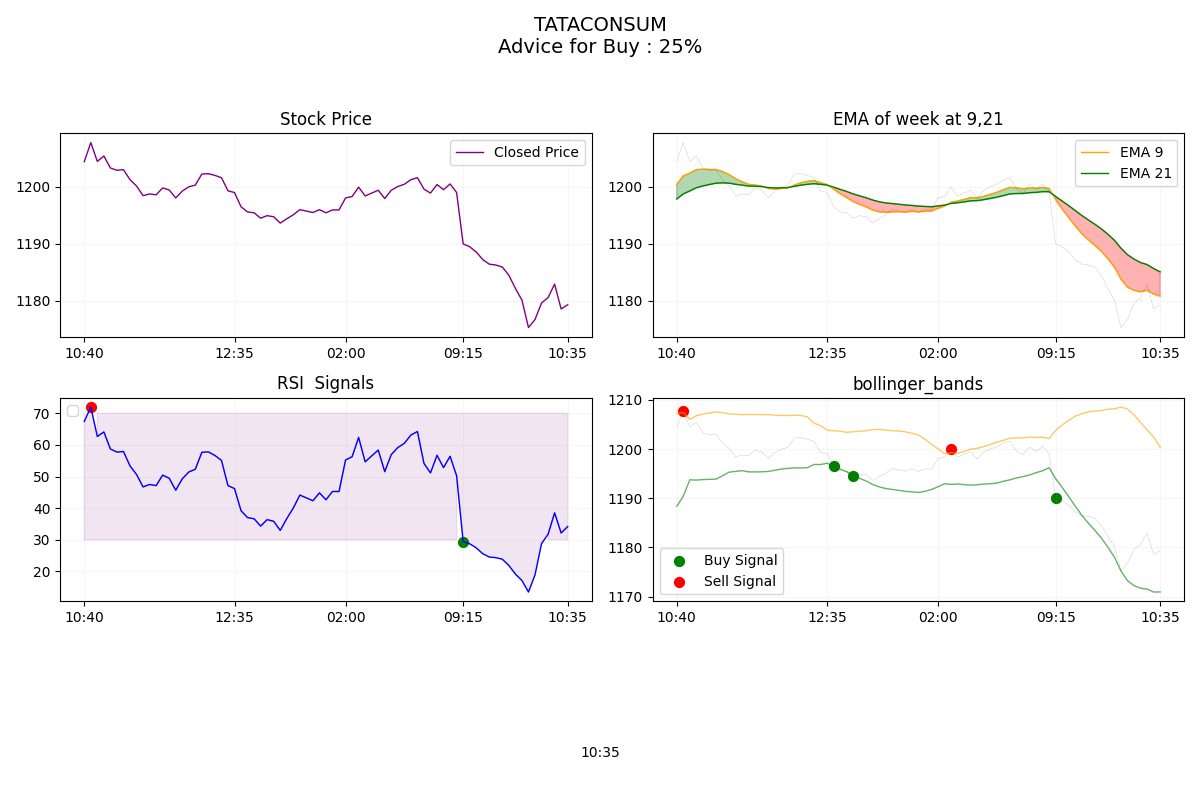 TATACONSUM
Advice for Buy : 25%
Stock Price
Closed Price
1200
1190
1180
10:40 12:35 02:00 09:15 10:35
EMA of week at 9,21
EMA 9
EMA 21
1200
1190
1180
10:40 12:35 02:00 09:15 10:35
RSI  Signals
70
60
50
40
30
20
10:40 12:35 02:00 09:15 10:35
bollinger_bands
1210
1200
1190
1180
1170
Buy Signal
Sell Signal
10:40 12:35 02:00 09:15 10:35
10:35